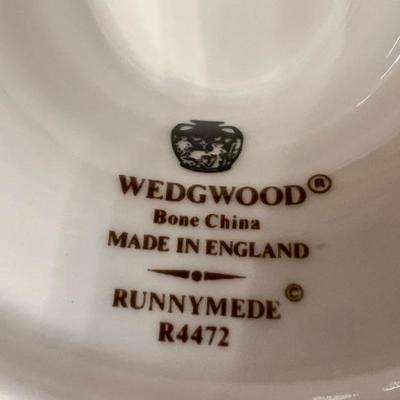 WEDGWOOD®
Bone China
MADE IN ENGLAND
RUNNYMEDE ©
R4472